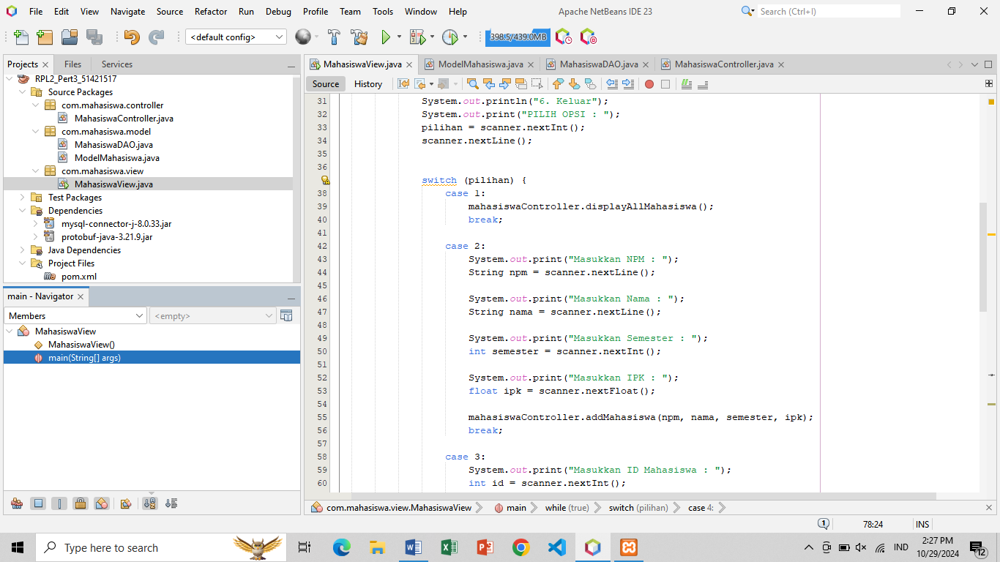 File Edit View Navigate Source Refactor Run Debug Profile Team Tools Window Help
Apache NetBeans IDE 23
Search (Ctrl+I)
<default config>
398.5/439.0MB
Projects Files Services
RPL2_Pert3_51421517
Source Packages
com.mahasiswa.controller
MahasiswaController.java
com.mahasiswa.model
MahasiswaDAO.java
ModelMahasiswa.java
com.mahasiswa.view
MahasiswaView.java
Test Packages
Dependencies
mysql-connector-j-8.0.33.jar
protobuf-java-3.21.9.jar
Java Dependencies
Project Files
pom.xml
main - Navigator
Members
<empty>
MahasiswaView
MahasiswaView()
main(String[] args)
MahasiswaView.java ModelMahasiswa.java MahasiswaDAO.java MahasiswaController.java
Source History
31 System.out.println("6. Keluar");
32 System.out.print("PILIH OPSI : ");
33 pilihan = scanner.nextInt();
34 scanner.nextLine();
35
36
switch (pilihan) {
38 case 1:
39 mahasiswaController.displayAllMahasiswa();
40 break;
41
42 case 2:
43 System.out.print("Masukkan NPM : ");
44 String npm = scanner.nextLine();
45
46 System.out.print("Masukkan Nama : ");
47 String nama = scanner.nextLine();
48
49 System.out.print("Masukkan Semester : ");
50 int semester = scanner.nextInt();
51
52 System.out.print("Masukkan IPK : ");
53 float ipk = scanner.nextFloat();
54
55 mahasiswaController.addMahasiswa(npm, nama, semester, ipk);
56 break;
57
58 case 3:
59 System.out.print("Masukkan ID Mahasiswa : ");
60 int id = scanner.nextInt();
com.mahasiswa.view.MahasiswaView main while (true) switch (pilihan) case 4:
1 78:24 INS
Type here to search
IND
2:27 PM
10/29/2024
12